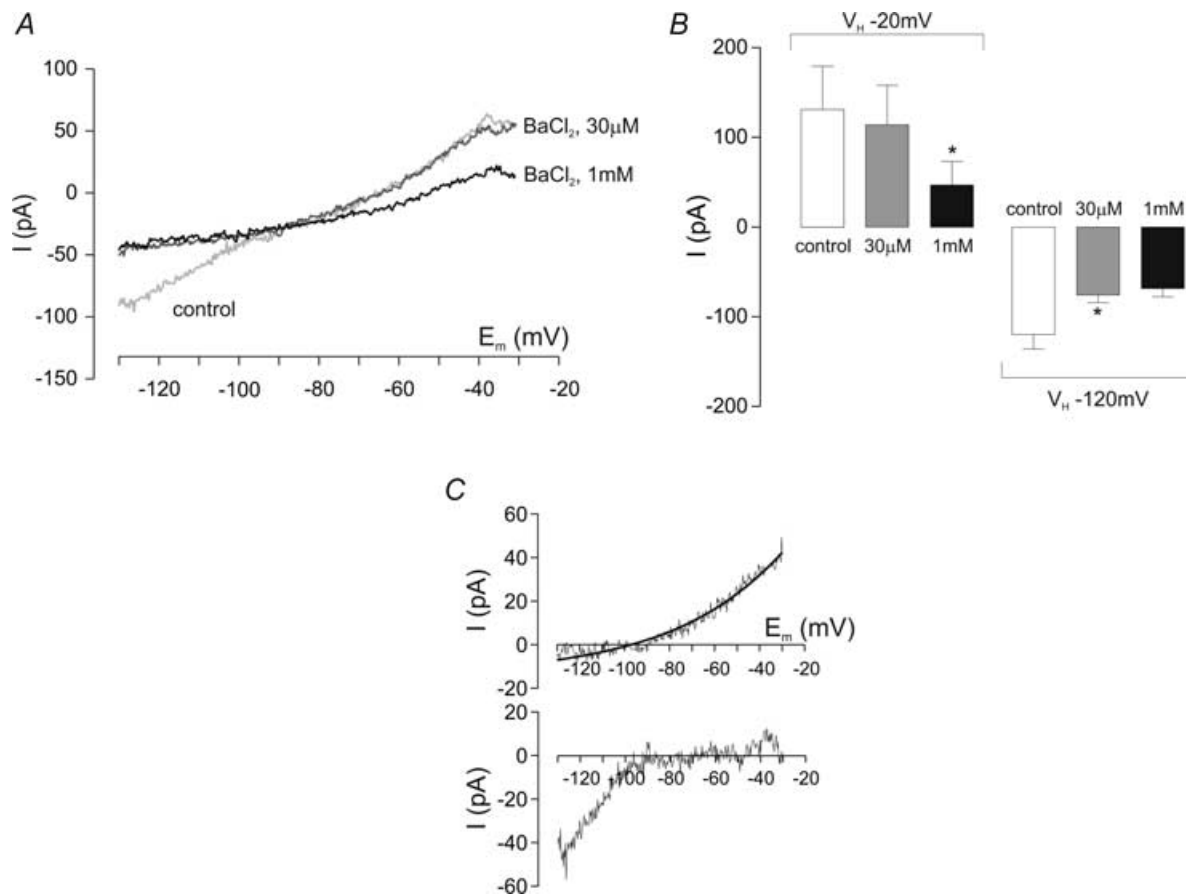 A
100
50
0
-50
-100
-150
I (pA)
BaCl₂, 30µM
BaCl₂, 1mM
control
Eₘ (mV)
-120 -100 -80 -60 -40 -20
B
V_H -20mV
200
100
0
-100
-200
I (pA)
*
control 30µM 1mM
control 30µM 1mM
*
V_H -120mV
C
60
40
20
0
-20
I (pA)
Eₘ (mV)
-120 -100 -80 -60 -40 -20
20
0
-20
-40
-60
I (pA)
-120 -100 -80 -60 -40 -20